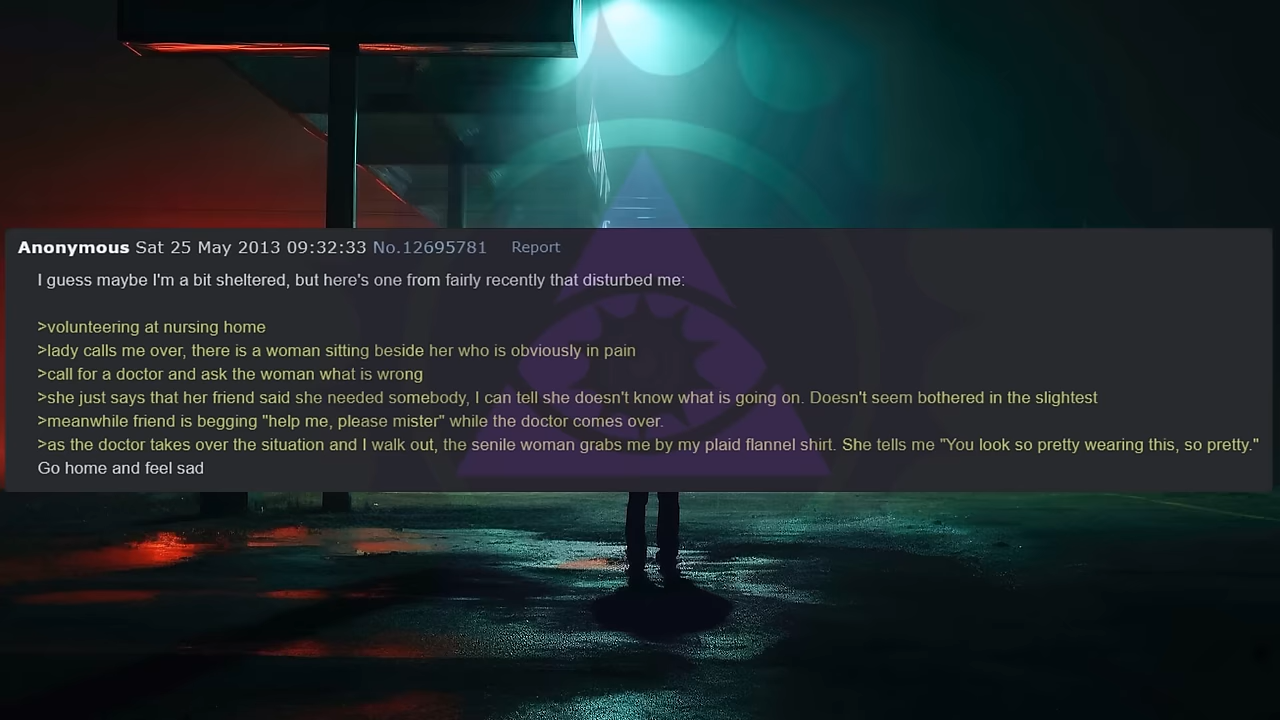 Anonymous Sat 25 May 2013 09:32:33 No.12695781 Report
I guess maybe I'm a bit sheltered, but here's one from fairly recently that disturbed me:
>volunteering at nursing home
>lady calls me over, there is a woman sitting beside her who is obviously in pain
>call for a doctor and ask the woman what is wrong
>she just says that her friend said she needed somebody, I can tell she doesn't know what is going on. Doesn't seem bothered in the slightest
>meanwhile friend is begging "help me, please mister" while the doctor comes over.
>as the doctor takes over the situation and I walk out, the senile woman grabs me by my plaid flannel shirt. She tells me "You look so pretty wearing this, so pretty."
Go home and feel sad